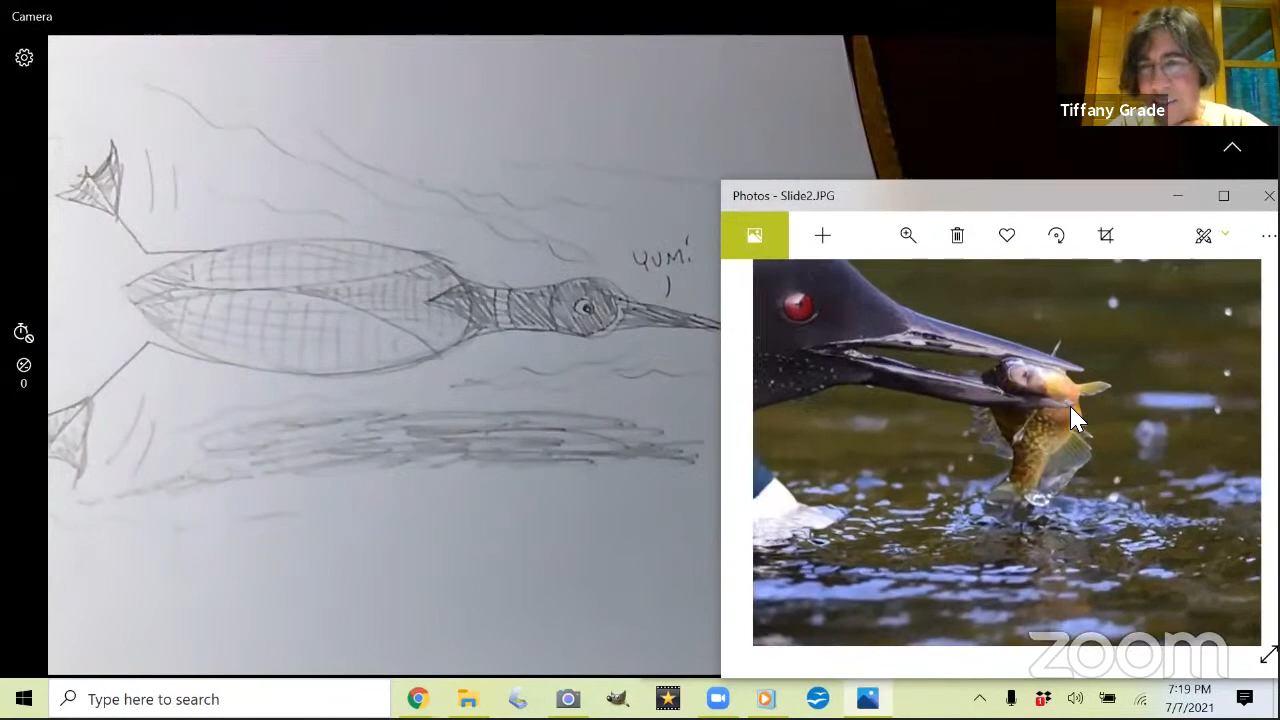 Camera
Tiffany Grade
Photos - Slide2.JPG
YUM!
0
zoom
Type here to search
7:19 PM
7/7/2021
1